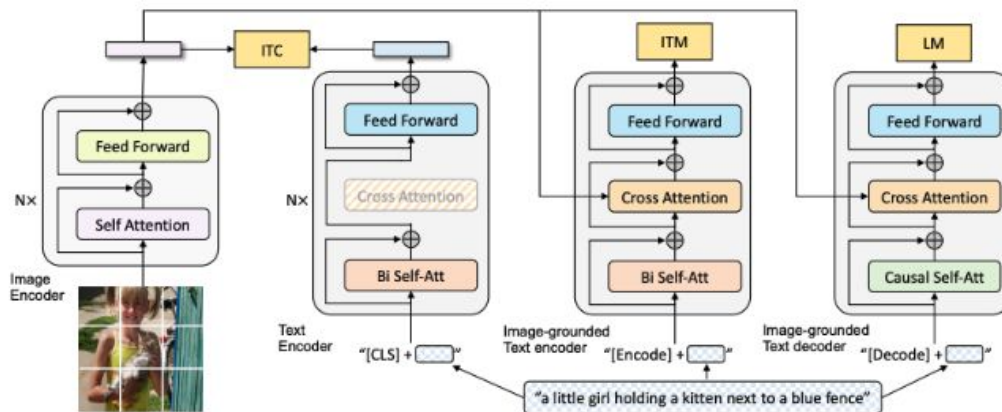 ITC
ITM
LM
Feed Forward
Self Attention
N×
Image
Encoder
Feed Forward
Cross Attention
Bi Self-Att
N×
Text
Encoder
"[CLS] + "
Feed Forward
Cross Attention
Bi Self-Att
Image-grounded
Text encoder
"[Encode] + "
Feed Forward
Cross Attention
Causal Self-Att
Image-grounded
Text decoder
"[Decode] + "
"a little girl holding a kitten next to a blue fence"